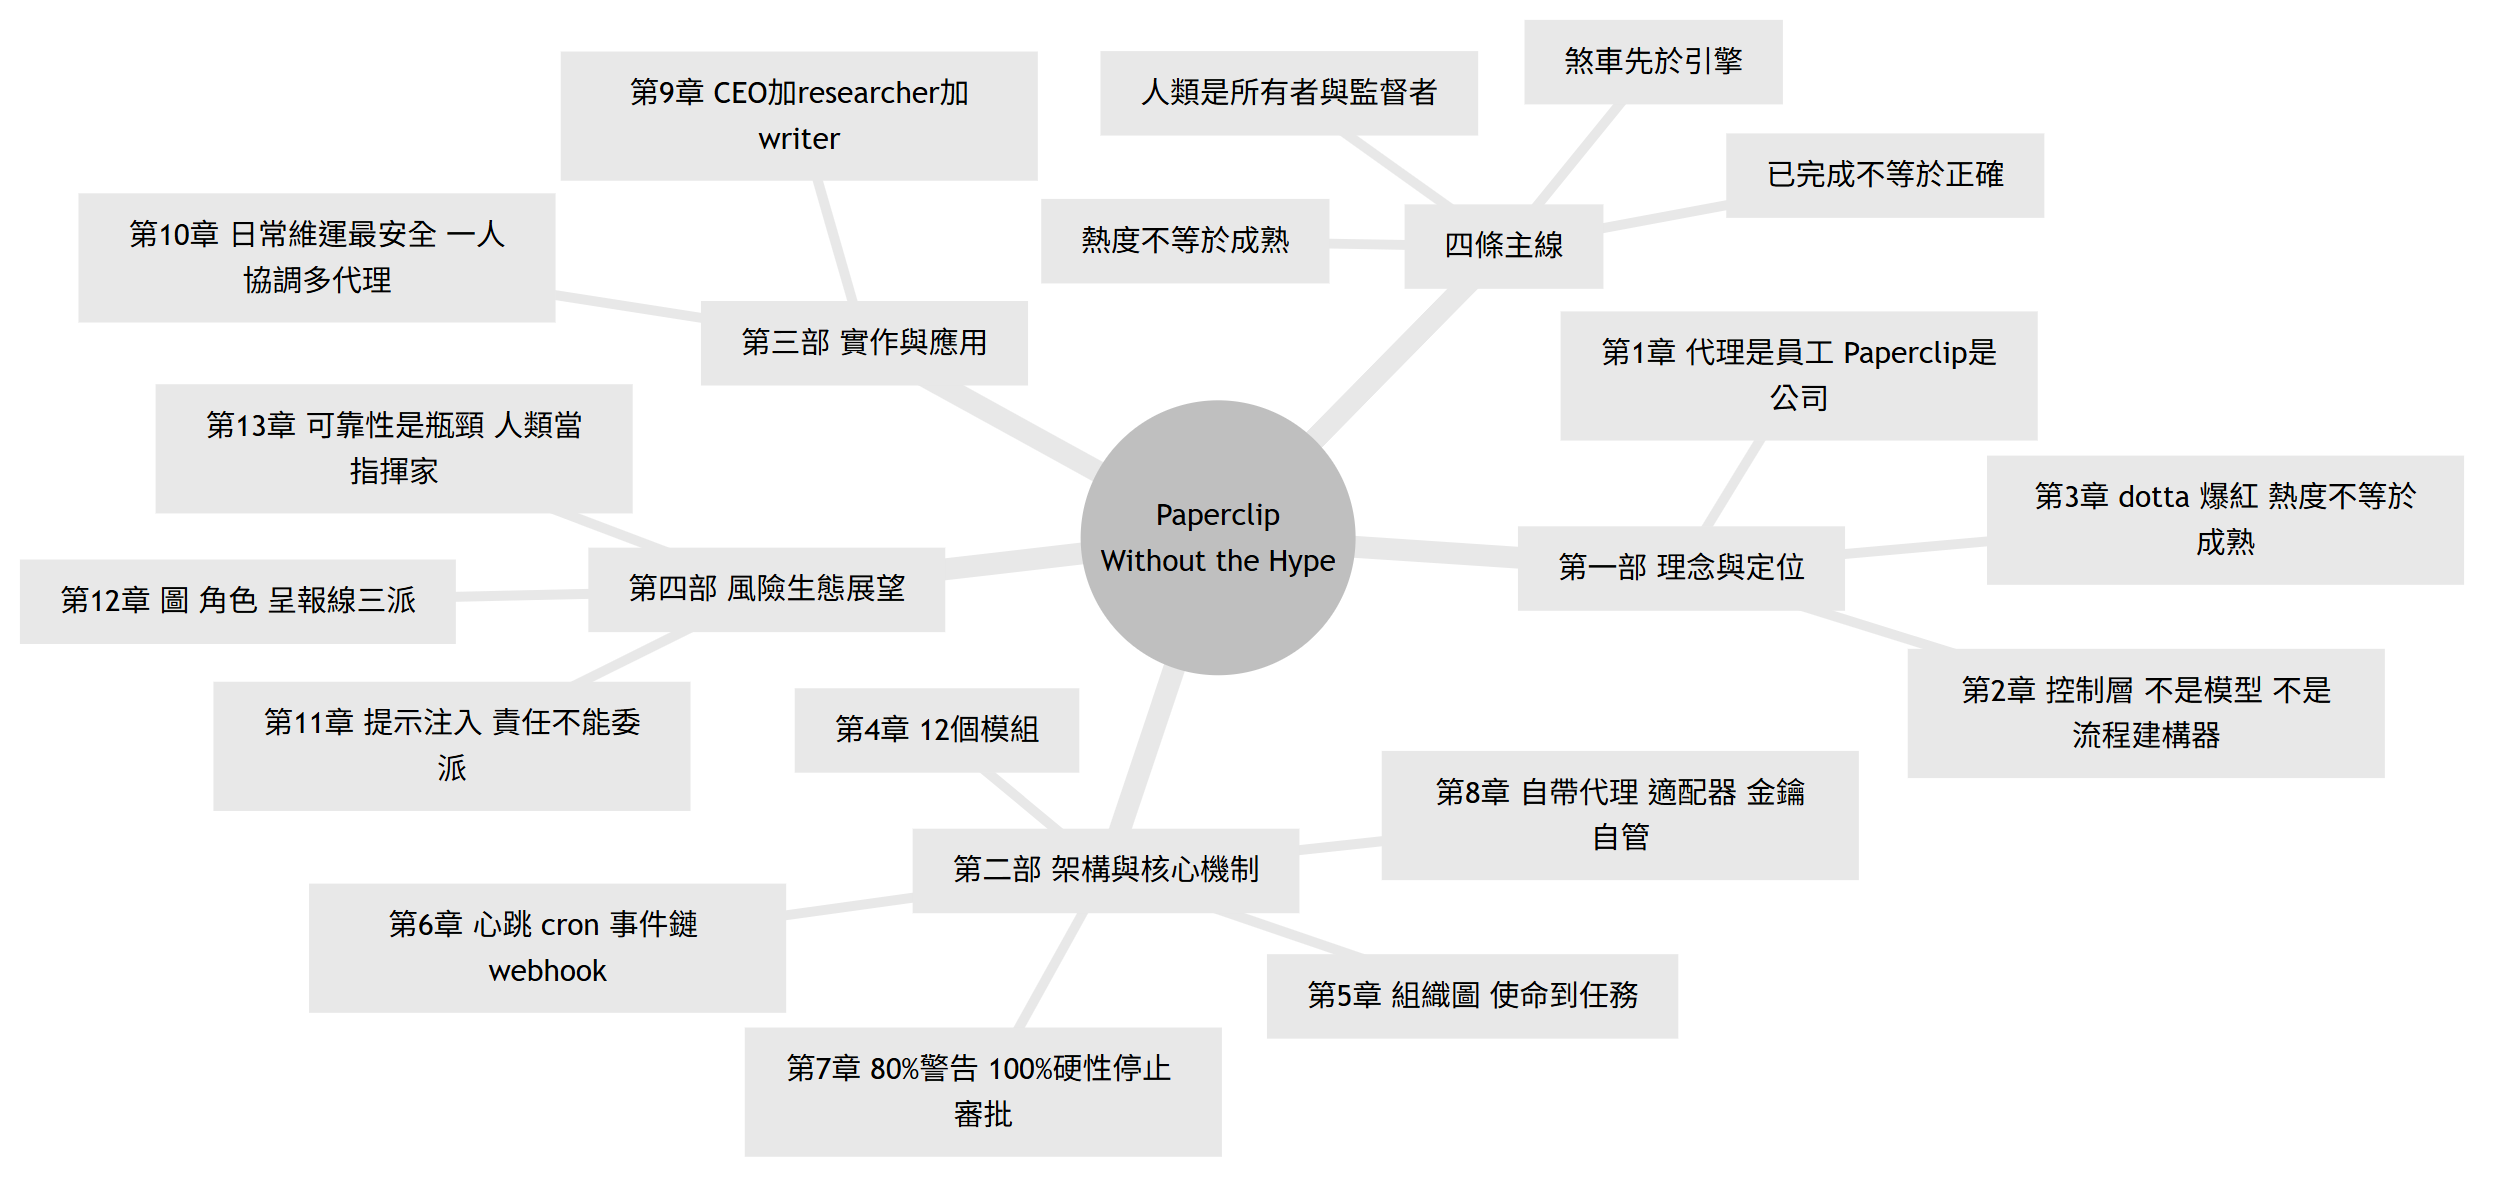 Paperclip
Without the Hype
第一部 理念與定位
第1章 代理是員工 Paperclip是
公司
第2章 控制層 不是模型 不是
流程建構器
第3章 dotta 爆紅 熱度不等於
成熟
第二部 架構與核心機制
第4章 12個模組
第5章 組織圖 使命到任務
第6章 心跳 cron 事件鏈
webhook
第7章 80%警告 100%硬性停止
審批
第8章 自帶代理 適配器 金鑰
自管
第三部 實作與應用
第9章 CEO加researcher加
writer
第10章 日常維運最安全 一人
協調多代理
第四部 風險生態展望
第11章 提示注入 責任不能委
派
第12章 圖 角色 呈報線三派
第13章 可靠性是瓶頸 人類當
指揮家
四條主線
熱度不等於成熟
人類是所有者與監督者
煞車先於引擎
已完成不等於正確